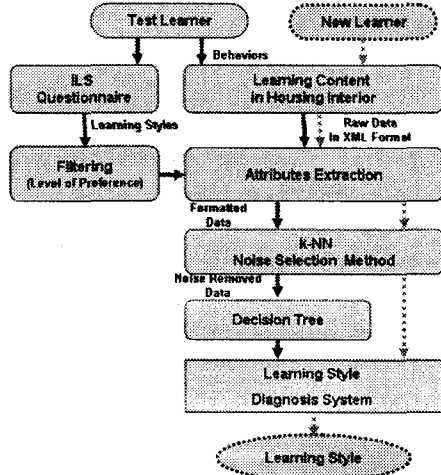 Test Learner
New Learner
Behaviors
ILS
Questionnaire
Learning Content
in Housing Interior
Learning Styles
Raw Data
in XML Format
Filtering
(Level of Preference)
Attributes Extraction
Formatted
Data
k-NN
Noise Selection Method
Noise Removed
Data
Decision Tree
Learning Style
Diagnosis System
Learning Style